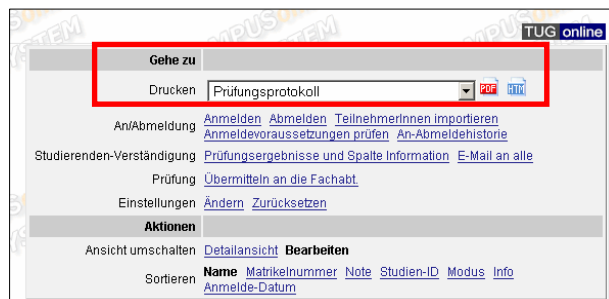 TUG online
Gehe zu
Drucken Prüfungsprotokoll PDF HTM
An/Abmeldung Anmelden Abmelden TeilnehmerInnen importieren
Anmeldevoraussetzungen prüfen An-Abmeldehistorie
Studierenden-Verständigung Prüfungsergebnisse und Spalte Information E-Mail an alle
Prüfung Übermitteln an die Fachabt.
Einstellungen Ändern Zurücksetzen
Aktionen
Ansicht umschalten Detailansicht Bearbeiten
Sortieren Name Matrikelnummer Note Studien-ID Modus Info
Anmelde-Datum